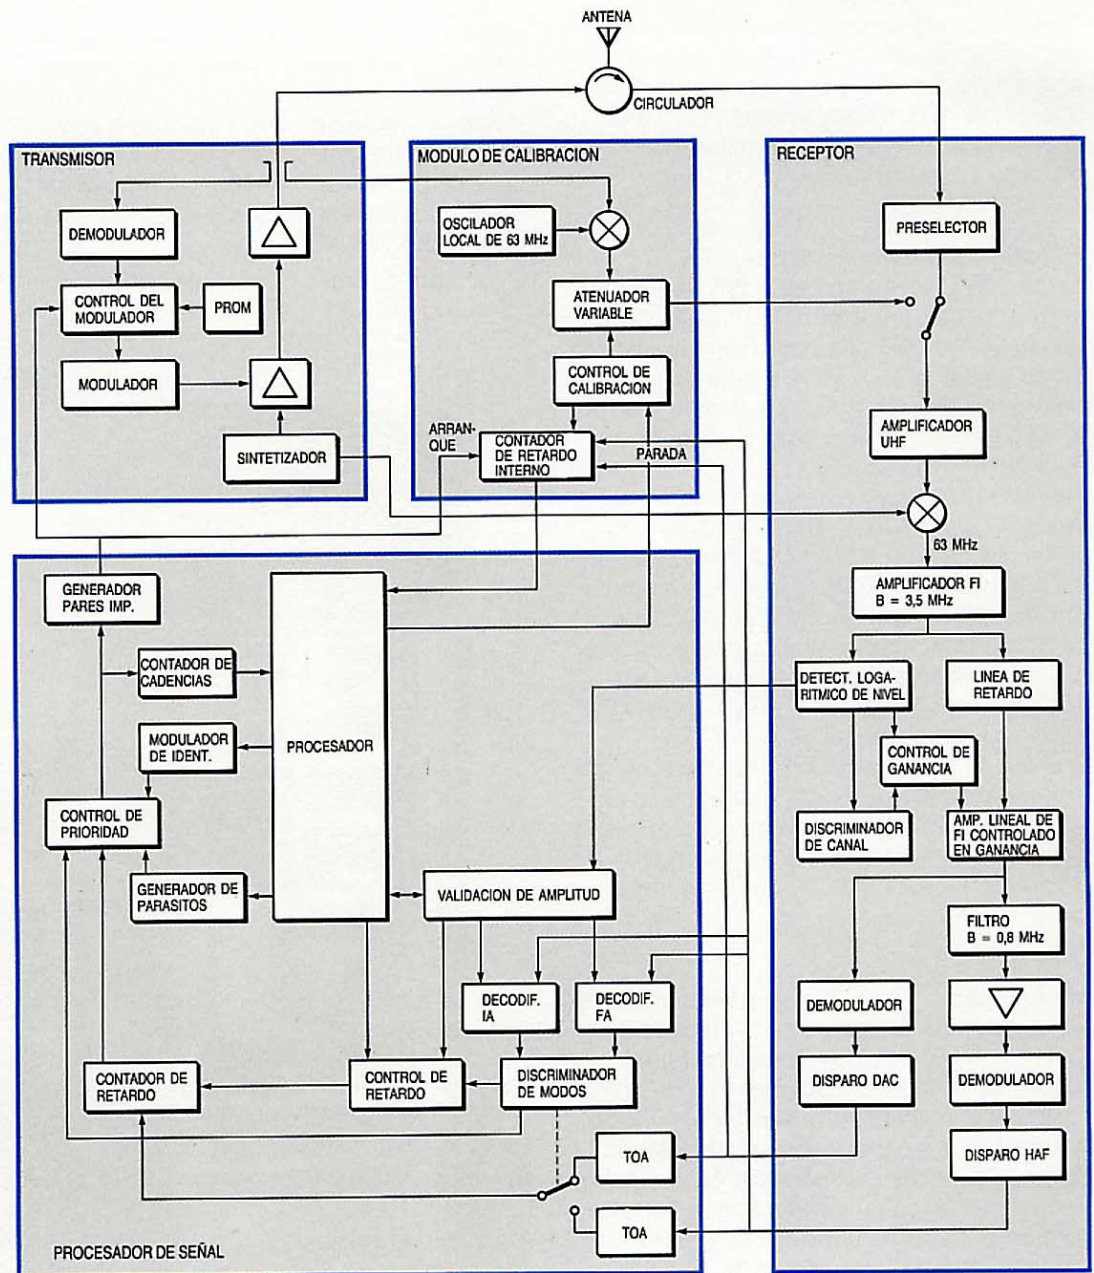 ANTENA
CIRCULADOR
TRANSMISOR
DEMODULADOR
CONTROL DEL
MODULADOR
PROM
MODULADOR
SINTETIZADOR
MODULO DE CALIBRACION
OSCILADOR
LOCAL DE 63 MHz
ATENUADOR
VARIABLE
CONTROL DE
CALIBRACION
ARRAN-
QUE
CONTADOR
DE RETARDO
INTERNO
PARADA
RECEPTOR
PRESELECTOR
AMPLIFICADOR
UHF
63 MHz
AMPLIFICADOR FI
B = 3,5 MHz
DETECT. LOGA-
RITMICO DE NIVEL
LINEA DE
RETARDO
CONTROL DE
GANANCIA
DISCRIMINADOR
DE CANAL
AMP. LINEAL DE
FI CONTROLADO
EN GANANCIA
FILTRO
B = 0,8 MHz
DEMODULADOR
DISPARO DAC
DEMODULADOR
DISPARO HAF
GENERADOR
PARES IMP.
CONTADOR DE
CADENCIAS
MODULADOR
DE IDENT.
PROCESADOR
CONTROL DE
PRIORIDAD
GENERADOR DE
PARASITOS
VALIDACION DE AMPLITUD
DECODIF.
IA
DECODIF.
FA
CONTADOR DE
RETARDO
CONTROL DE
RETARDO
DISCRIMINADOR
DE MODOS
TOA
TOA
PROCESADOR DE SEÑAL